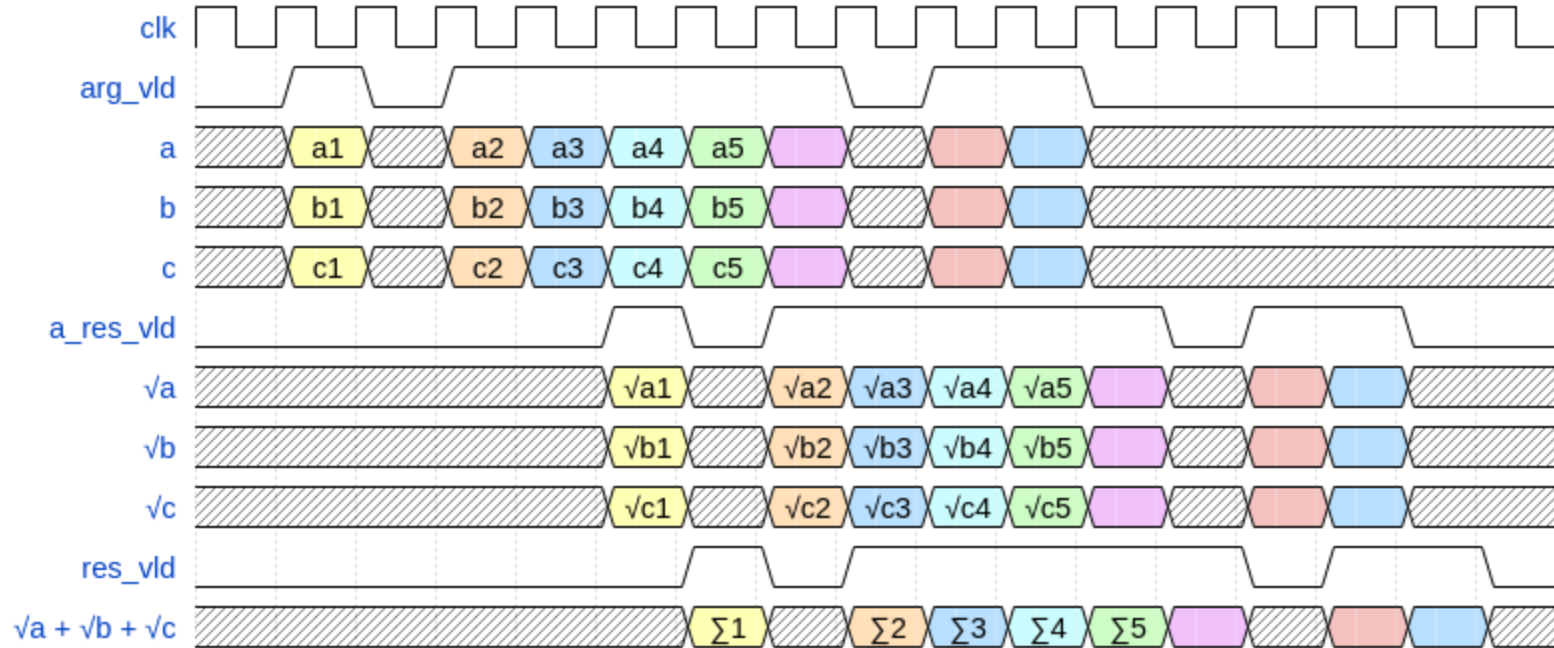 clk
arg_vld
a a1 a2 a3 a4 a5
b b1 b2 b3 b4 b5
c c1 c2 c3 c4 c5
a_res_vld
√a √a1 √a2 √a3 √a4 √a5
√b √b1 √b2 √b3 √b4 √b5
√c √c1 √c2 √c3 √c4 √c5
res_vld
√a + √b + √c ∑1 ∑2 ∑3 ∑4 ∑5